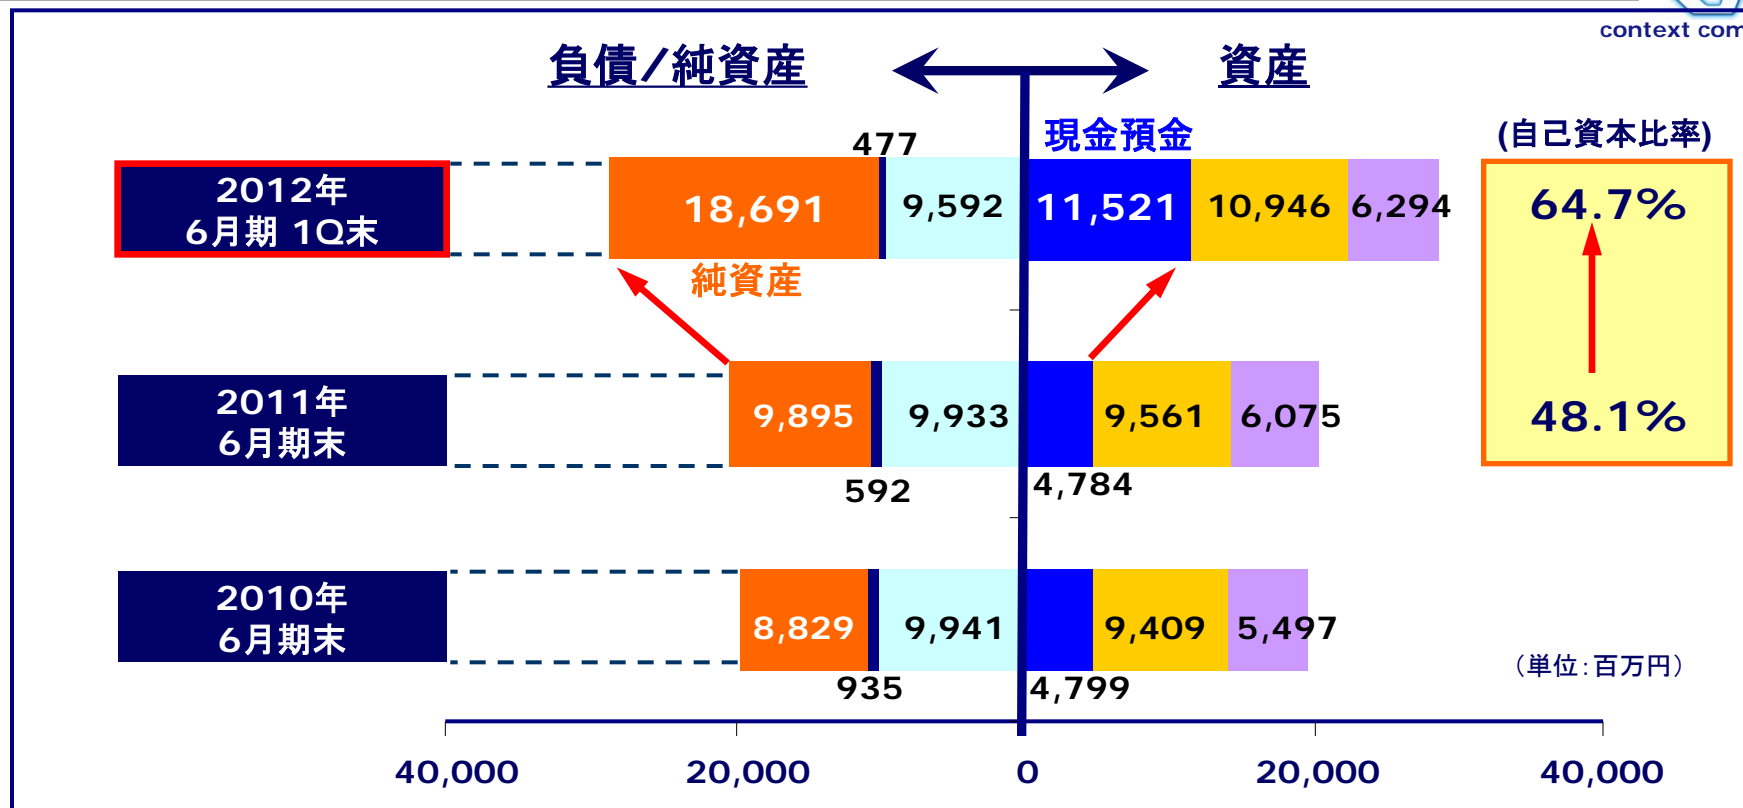 context com
負債/純資産
資産
477
現金預金
(自己資本比率)
2012年
6月期 1Q末
18,691
9,592
11,521
10,946
6,294
64.7%
純資産
2011年
6月期末
9,895
9,933
9,561
6,075
48.1%
592
4,784
2010年
6月期末
8,829
9,941
9,409
5,497
(単位:百万円)
935
4,799
40,000
20,000
0
20,000
40,000